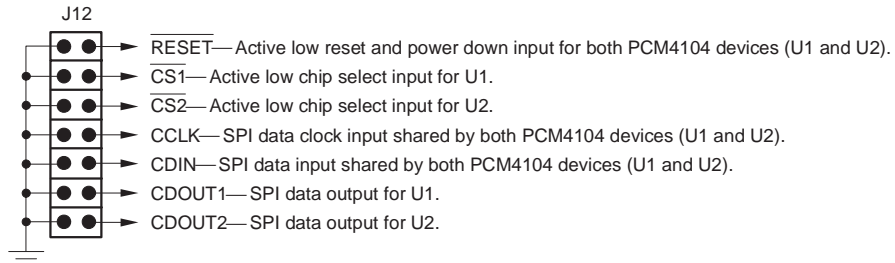 J12
RESET—Active low reset and power down input for both PCM4104 devices (U1 and U2).
CS1—Active low chip select input for U1.
CS2—Active low chip select input for U2.
CCLK—SPI data clock input shared by both PCM4104 devices (U1 and U2).
CDIN—SPI data input shared by both PCM4104 devices (U1 and U2).
CDOUT1—SPI data output for U1.
CDOUT2—SPI data output for U2.